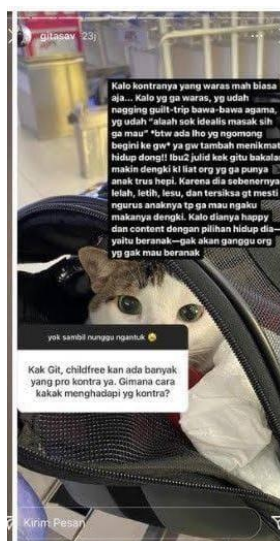 gitasav 23j
Kalo kontranya yang waras mah biasa
aja... Kalo yg ga waras, yg udah
nagging guilt-trip bawa-bawa agama,
yg udah "alaah sok idealis masak sih
ga mau" *btw ada lho yg ngomong
begini ke gw* ya gw tambah menikmat
hidup dong!! Ibu2 julid kek gitu bakal
makin dengki kl liat org yg ga punya
anak trus hepi. Karena dia sebenernya
lelah, letih, lesu, dan tersiksa gt mesti
ngurus anaknya tp ga mau ngaku
makanya dengki. Kalo dianya happy
dan content dengan pilihan hidup dia—
yaitu beranak—gak akan ganggu org
yg gak mau beranak
yok sambil nunggu ngantuk
Kak Git, childfree kan ada banyak
yang pro kontra ya. Gimana cara
kakak menghadapi yg kontra?
Kirim Pesan